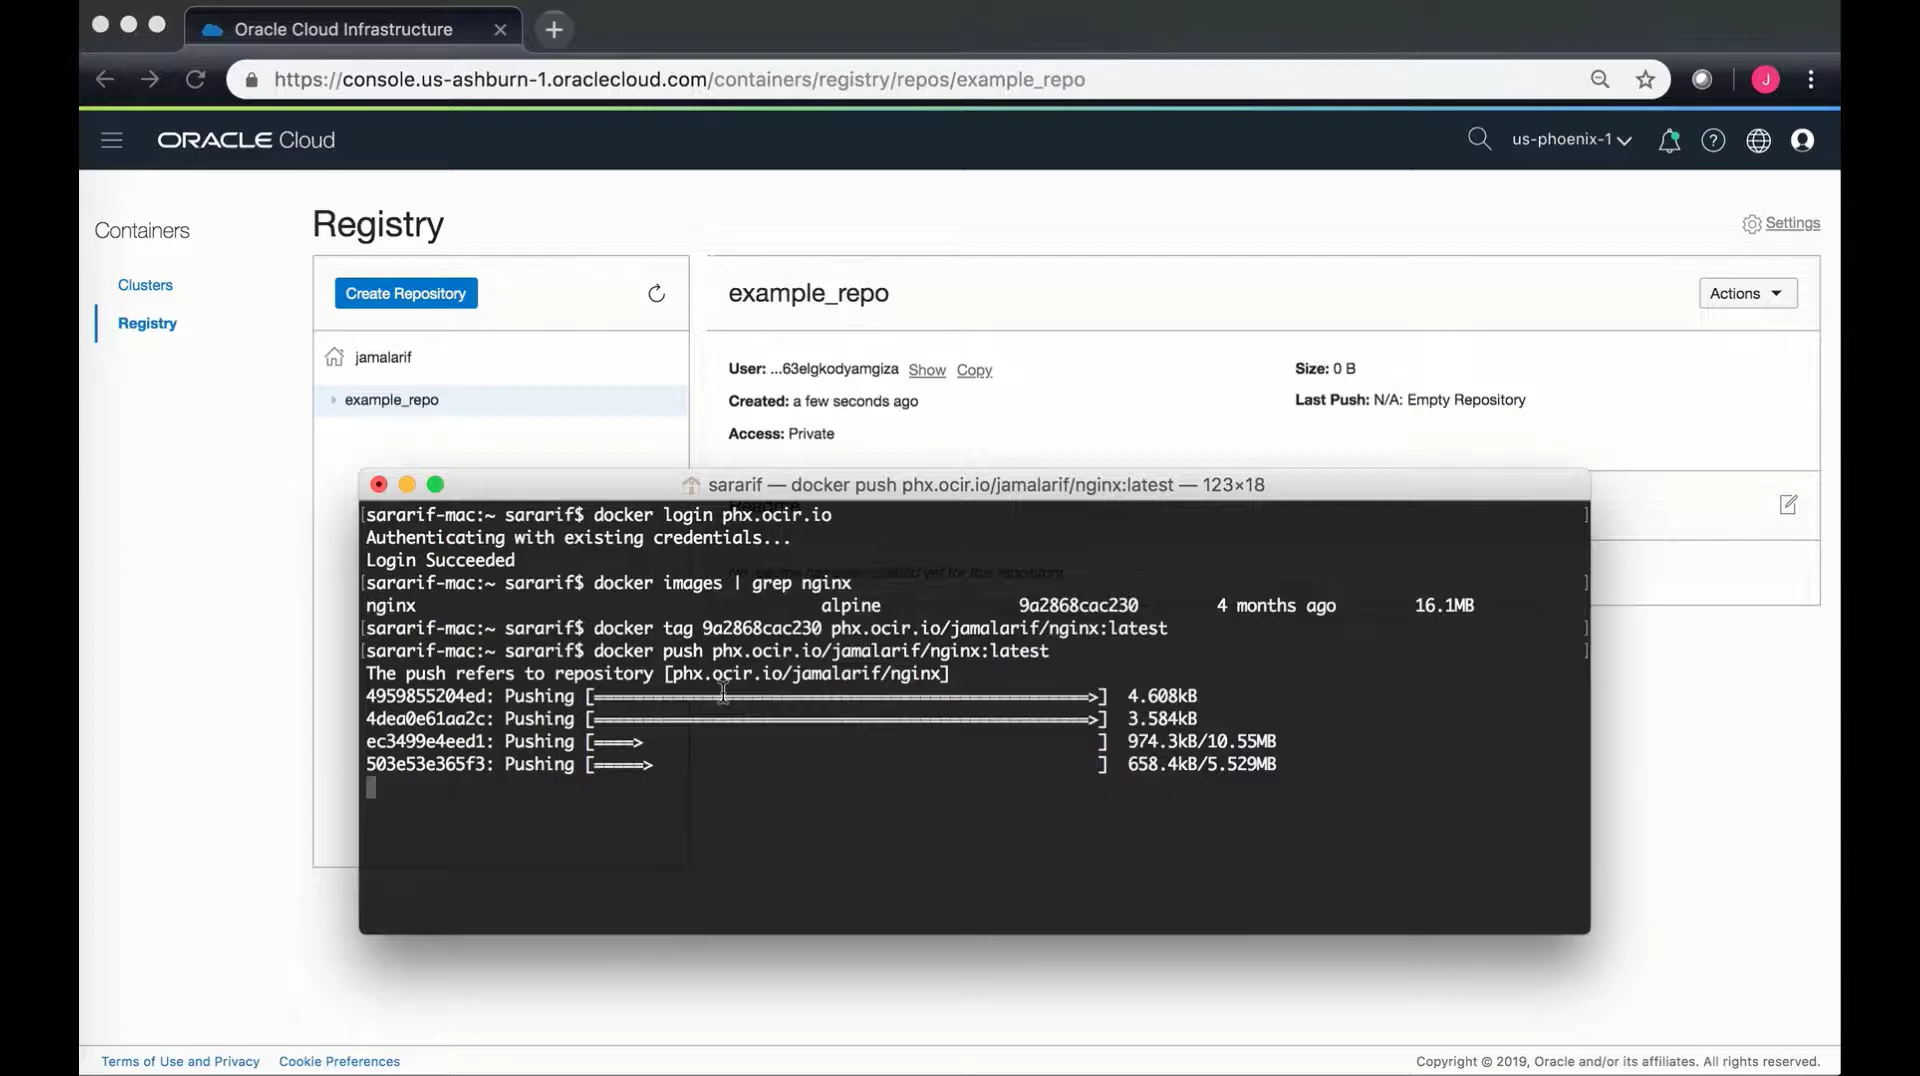 Oracle Cloud Infrastructure
https://console.us-ashburn-1.oraclecloud.com/containers/registry/repos/example_repo
J
ORACLE Cloud
us-phoenix-1
Containers
Clusters
Registry
Registry
Settings
Create Repository
jamalarif
example_repo
example_repo
Actions
User: ...63elgkodyamgiza Show Copy
Created: a few seconds ago
Access: Private
Size: 0 B
Last Push: N/A: Empty Repository
sararif — docker push phx.ocir.io/jamalarif/nginx:latest — 123×18
Readme
[sararif-mac:~ sararif$ docker login phx.ocir.io ]
Authenticating with existing credentials...
Login Succeeded
[sararif-mac:~ sararif$ docker images | grep nginx ]
nginx alpine 9a2868cac230 4 months ago 16.1MB
[sararif-mac:~ sararif$ docker tag 9a2868cac230 phx.ocir.io/jamalarif/nginx:latest ]
[sararif-mac:~ sararif$ docker push phx.ocir.io/jamalarif/nginx:latest ]
The push refers to repository [phx.ocir.io/jamalarif/nginx]
4959855204ed: Pushing [==================================================>] 4.608kB
4dea0e61aa2c: Pushing [==================================================>] 3.584kB
ec3499e4eed1: Pushing [====> ] 974.3kB/10.55MB
503e53e365f3: Pushing [=====> ] 658.4kB/5.529MB
Terms of Use and Privacy Cookie Preferences
Copyright © 2019, Oracle and/or its affiliates. All rights reserved.